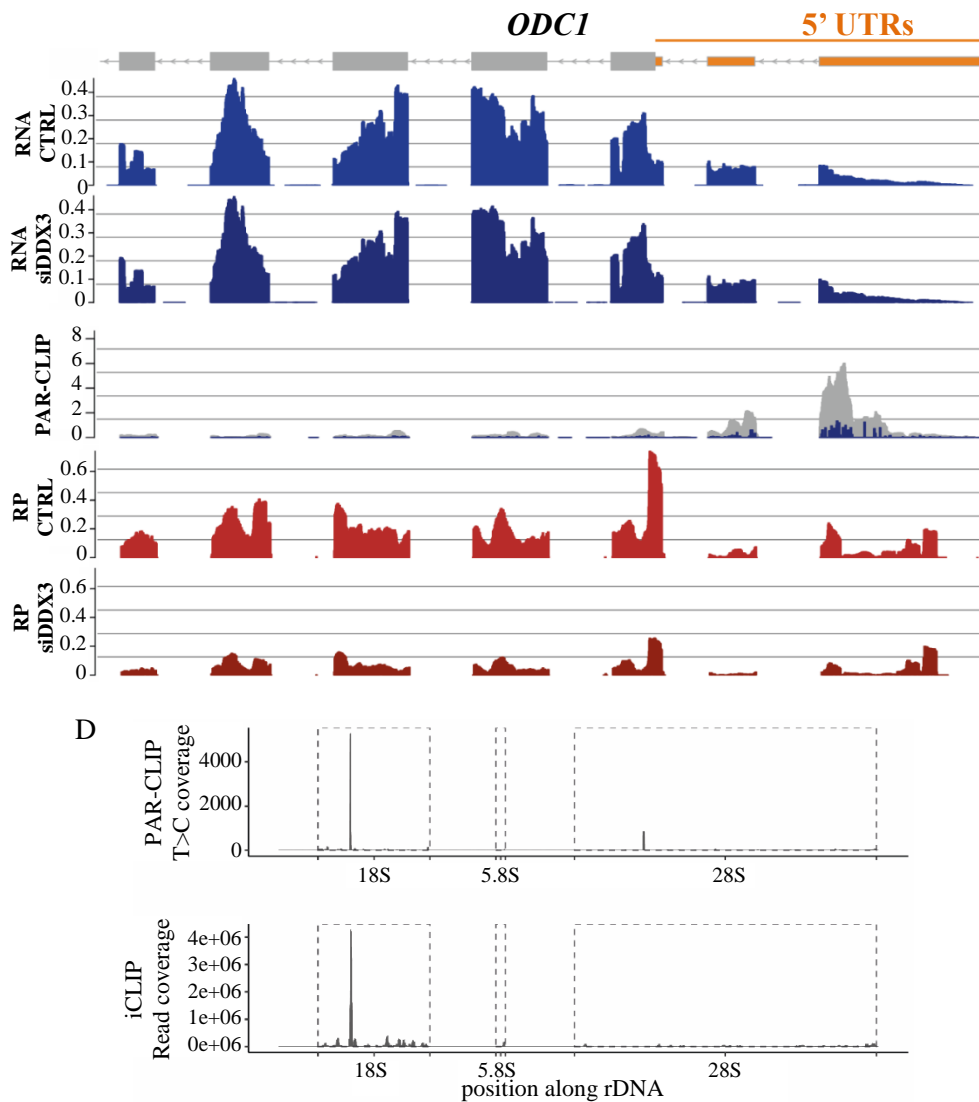 ODC1
5’ UTRs
RNA
CTRL
0.4
0.3
0.2
0.1
0
RNA
siDDX3
0.4
0.3
0.2
0.1
0
PAR-CLIP
8
6
4
2
0
RP
CTRL
0.6
0.4
0.2
0
RP
siDDX3
0.6
0.4
0.2
0
D
PAR-CLIP
T>C coverage
4000
2000
0
18S
5.8S
28S
iCLIP
Read coverage
4e+06
3e+06
2e+06
1e+06
0e+06
18S
5.8S
28S
position along rDNA